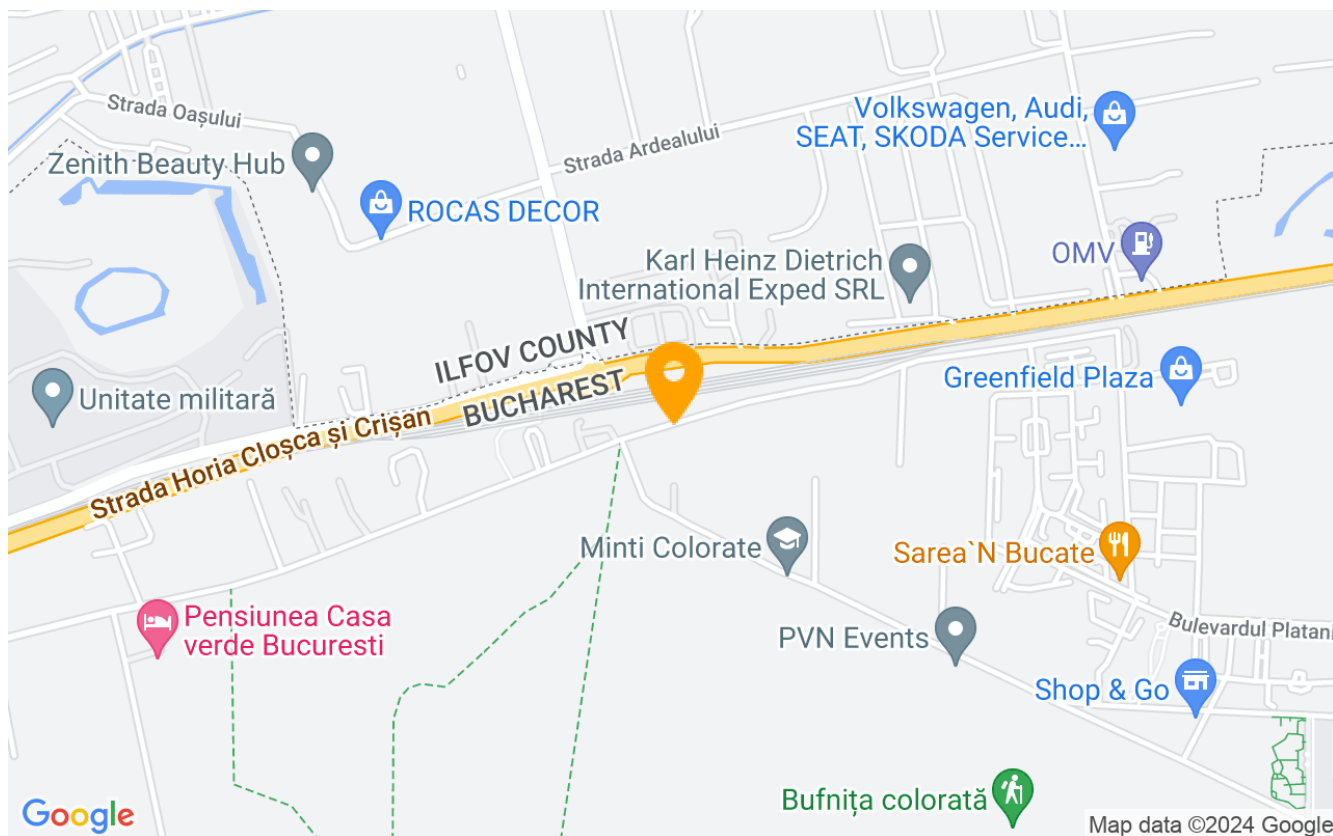 Strada Oașului
Zenith Beauty Hub
ROCAS DECOR
Strada Ardealului
Volkswagen, Audi,
SEAT, SKODA Service...
OMV
Karl Heinz Dietrich
International Exped SRL
ILFOV COUNTY
BUCHAREST
Unitate militară
Strada Horia Cloșca și Crișan
Greenfield Plaza
Minti Colorate
Sarea`N Bucate
Pensiunea Casa
verde Bucuresti
PVN Events
Bulevardul Platani
Shop & Go
Bufnița colorată
Google
Map data ©2024 Google